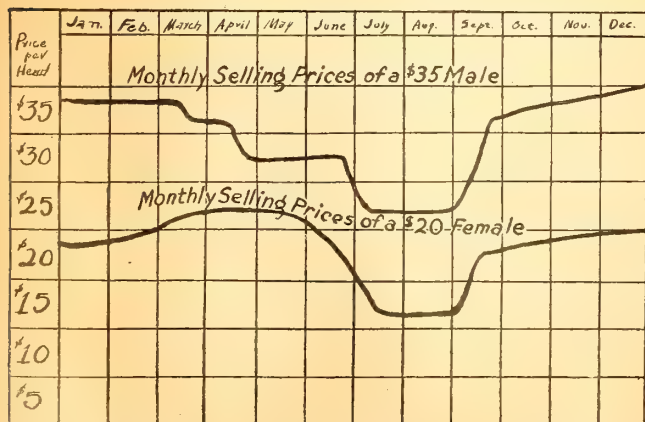 Jan. Feb. March April May June July Aug. Sept. Oct. Nov. Dec.
Price
per
Head
Monthly Selling Prices of a $35 Male
$35
$30
Monthly Selling Prices of a $20 Female
$25
$20
$15
$10
$5